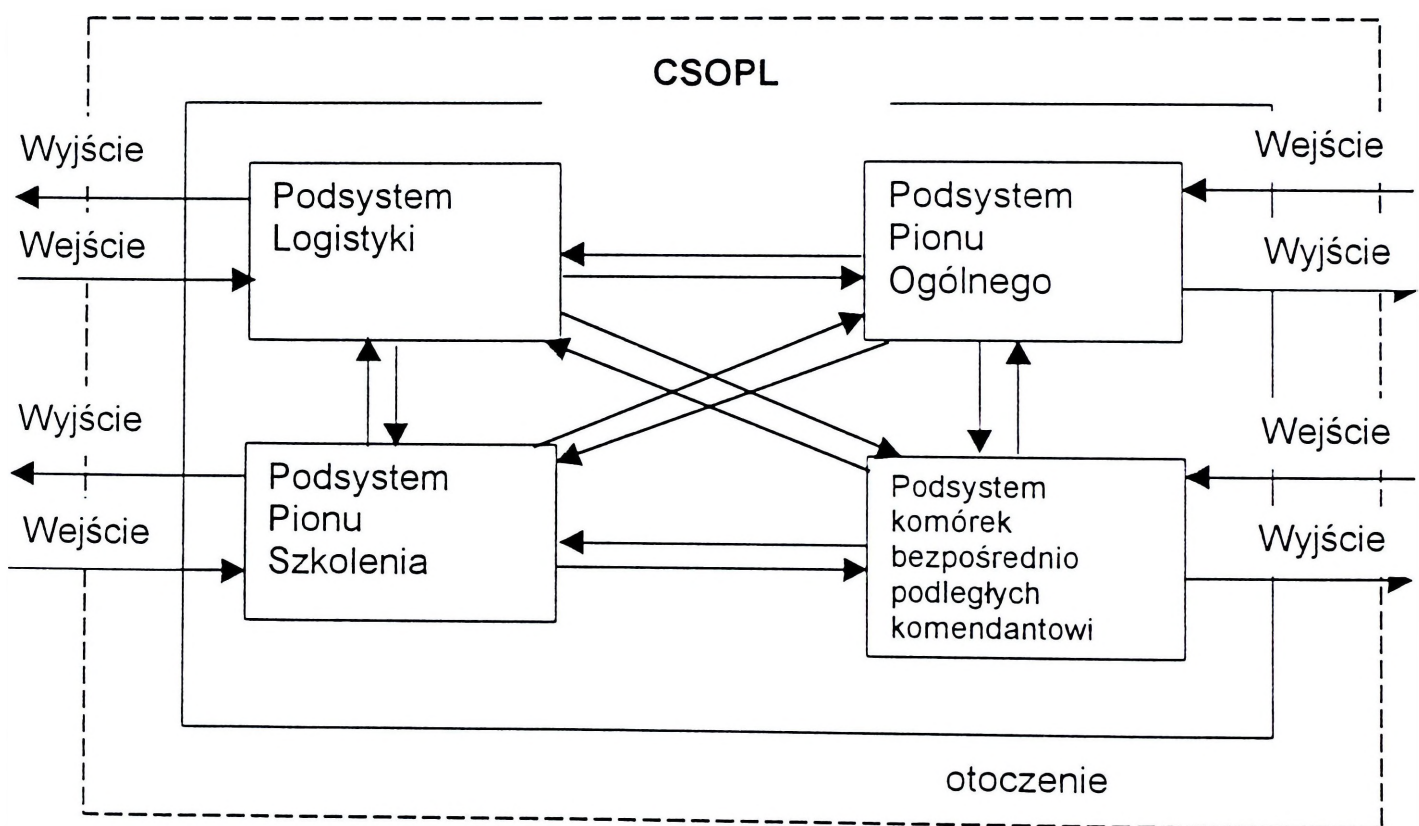 CSOPL
Wyjście
Wejście
Podsystem
Logistyki
Podsystem
Pionu
Ogólnego
Wejście
Wyjście
Wyjście
Wejście
Podsystem
Pionu
Szkolenia
Podsystem
komórek
bezpośrednio
podległych
komendantowi
Wejście
Wyjście
otoczenie